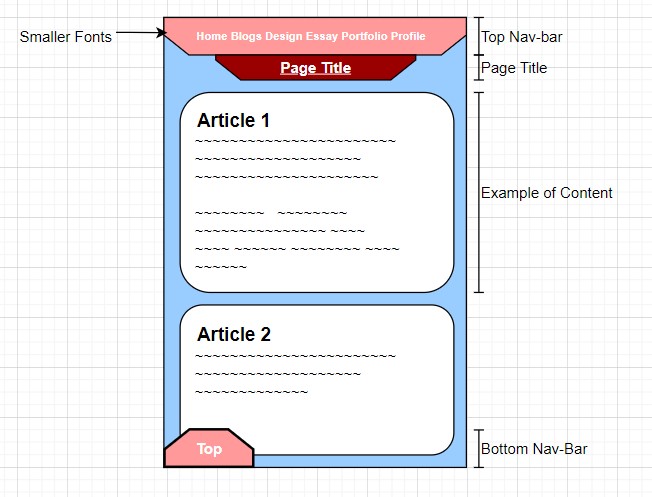 Smaller Fonts
Home Blogs Design Essay Portfolio Profile
Top Nav-bar
Page Title
Page Title
Article 1
~~~~~~~~~~~~~~~~~~~~~~~
~~~~~~~~~~~~~~~~~~~
~~~~~~~~~~~~~~~~~~~~~
Example of Content
~~~~~~~~ ~~~~~~~~
~~~~~~~~~~~~~~~ ~~~~
~~~~ ~~~~~~ ~~~~~~~~ ~~~~
~~~~~~
Article 2
~~~~~~~~~~~~~~~~~~~~~~~
~~~~~~~~~~~~~~~~~~~
~~~~~~~~~~~~~
Top
Bottom Nav-Bar